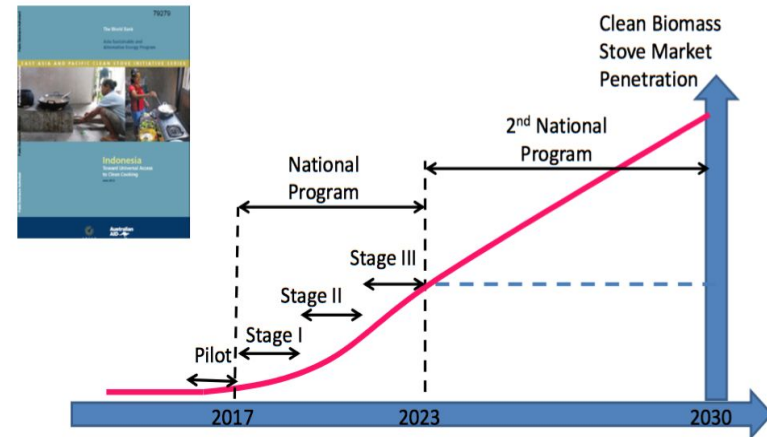 79279
The World Bank
Asia Sustainable and
Alternative Energy Program
EAST ASIA AND PACIFIC CLEAN STOVE INITIATIVE SERIES
Indonesia
Toward Universal Access
to Clean Cooking
Australian
AID
Clean Biomass
Stove Market
Penetration
2nd National
Program
National
Program
Stage III
Stage II
Stage I
Pilot
2017
2023
2030